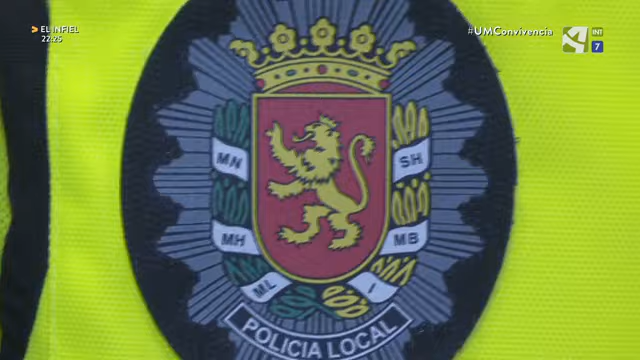 EL INFIEL
22:25
#UMConvivencia
INT
7
MN
SH
MH
MB
ML
I
POLICIA LOCAL